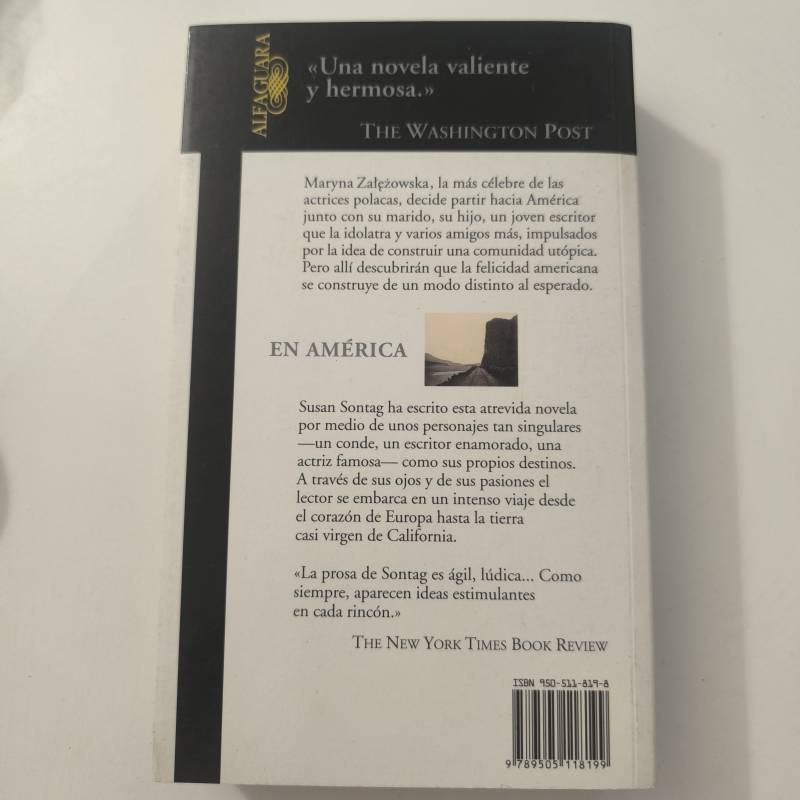 ALFAGUARA
«Una novela valiente
y hermosa.»
THE WASHINGTON POST
Maryna Załężowska, la más célebre de las
actrices polacas, decide partir hacia América
junto con su marido, su hijo, un joven escritor
que la idolatra y varios amigos más, impulsados
por la idea de construir una comunidad utópica.
Pero allí descubrirán que la felicidad americana
se construye de un modo distinto al esperado.
EN AMÉRICA
Susan Sontag ha escrito esta atrevida novela
por medio de unos personajes tan singulares
—un conde, un escritor enamorado, una
actriz famosa— como sus propios destinos.
A través de sus ojos y de sus pasiones el
lector se embarca en un intenso viaje desde
el corazón de Europa hasta la tierra
casi virgen de California.
«La prosa de Sontag es ágil, lúdica... Como
siempre, aparecen ideas estimulantes
en cada rincón.»
THE NEW YORK TIMES BOOK REVIEW
ISBN 950-511-819-8
9 789505 118199